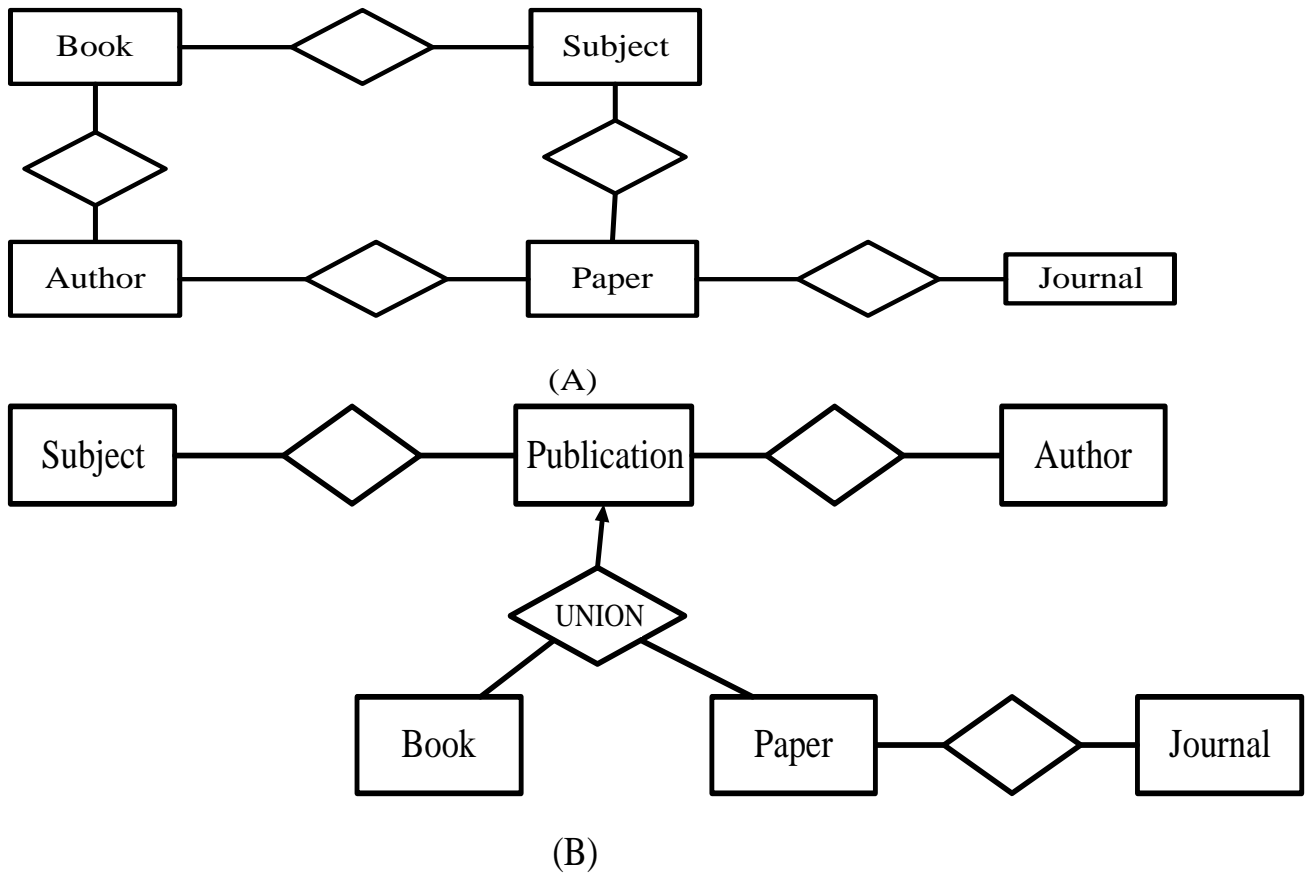 Book
Subject
Author
Paper
Journal
(A)
Subject
Publication
Author
UNION
Book
Paper
Journal
(B)